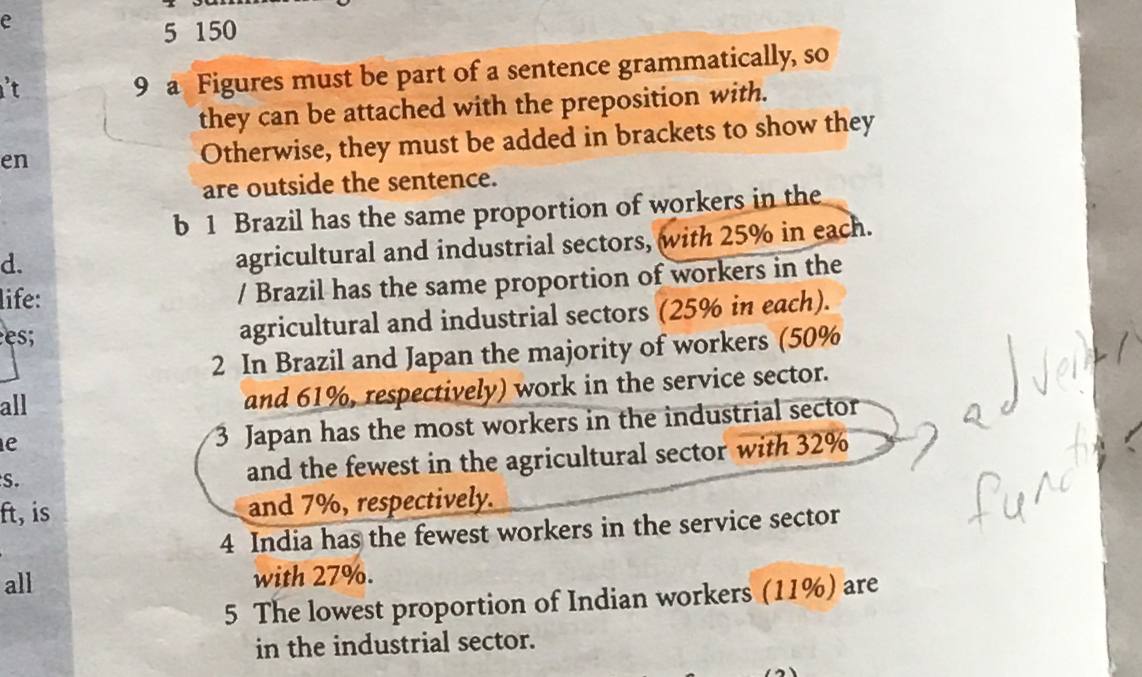 5 150
9 a Figures must be part of a sentence grammatically, so
they can be attached with the preposition with.
Otherwise, they must be added in brackets to show they
are outside the sentence.
b 1 Brazil has the same proportion of workers in the
agricultural and industrial sectors, with 25% in each.
/ Brazil has the same proportion of workers in the
agricultural and industrial sectors (25% in each).
2 In Brazil and Japan the majority of workers (50%
and 61%, respectively) work in the service sector.
3 Japan has the most workers in the industrial sector
and the fewest in the agricultural sector with 32%
and 7%, respectively.
4 India has the fewest workers in the service sector
with 27%.
5 The lowest proportion of Indian workers (11%) are
in the industrial sector.
e
n't
en
d.
life:
es;
all
ne
s.
ft, is
all